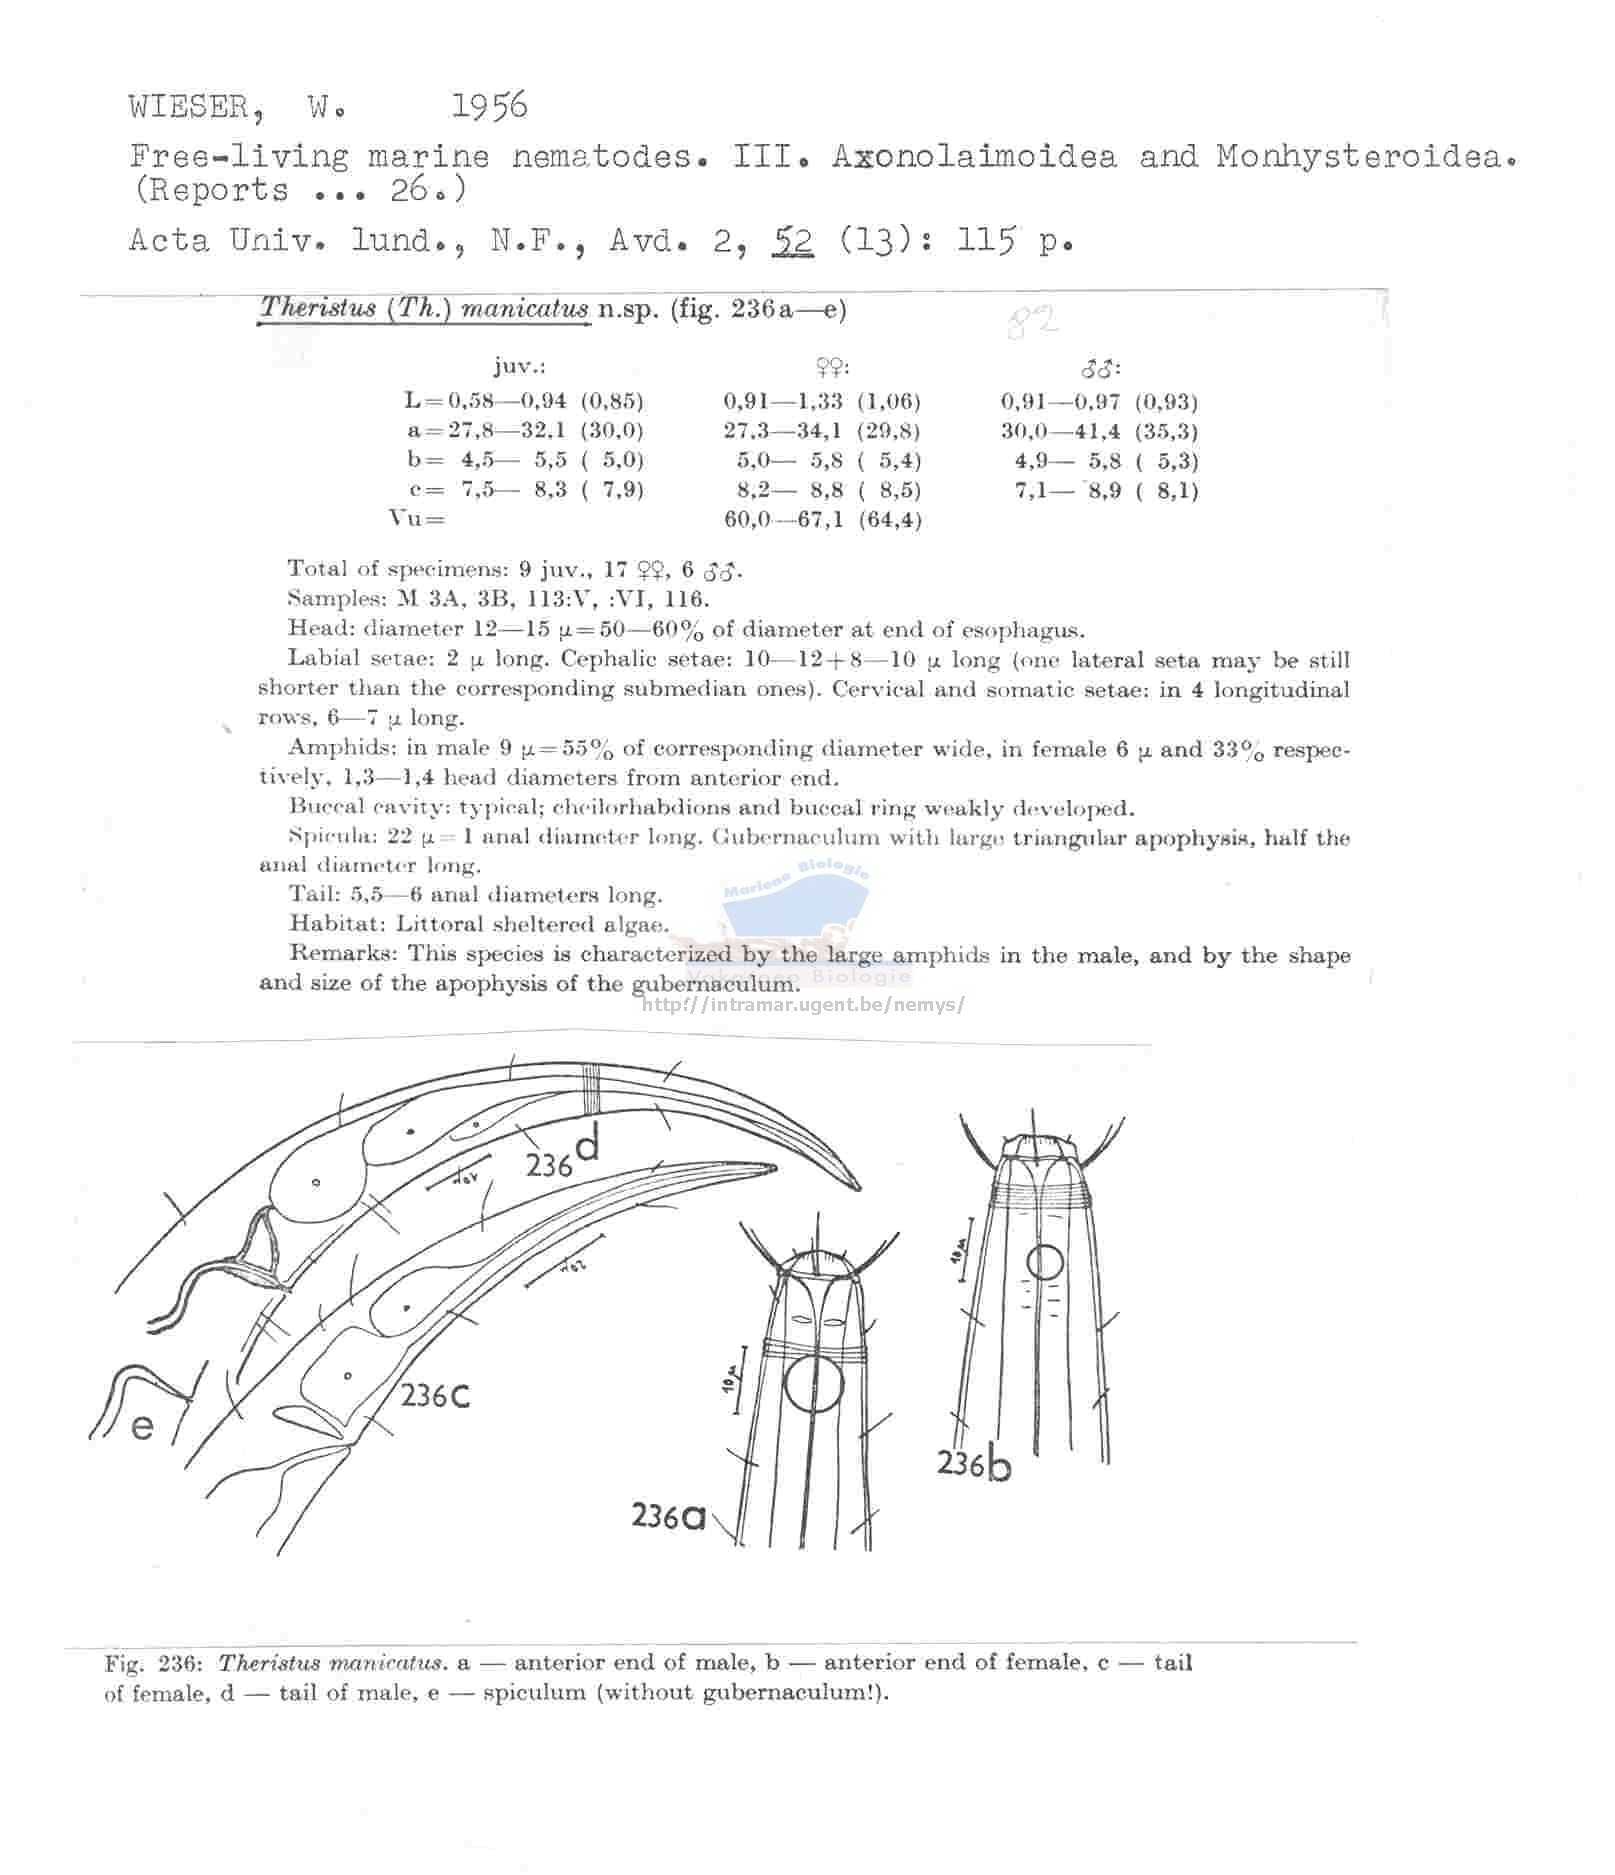 WIESER, W. 1956
Free-living marine nematodes. III. Axonolaimoidea and Monhysteroidea.
(Reports ... 26.)
Acta Univ. lund., N.F., Avd. 2, 52 (13): 115 p.
Theristus (Th.) manicatus n.sp. (fig. 236a—e)
82
juv.: ♀♀: ♂♂:
L=0,58—0,94 (0,85) 0,91—1,33 (1,06) 0,91—0,97 (0,93)
a=27,8—32,1 (30,0) 27,3—34,1 (29,8) 30,0—41,4 (35,3)
b= 4,5— 5,5 ( 5,0) 5,0— 5,8 ( 5,4) 4,9— 5,8 ( 5,3)
c= 7,5— 8,3 ( 7,9) 8,2— 8,8 ( 8,5) 7,1— 8,9 ( 8,1)
Vu= 60,0—67,1 (64,4)
Total of specimens: 9 juv., 17 ♀♀, 6 ♂♂.
Samples: M 3A, 3B, 113:V, :VI, 116.
Head: diameter 12—15 μ=50—60% of diameter at end of esophagus.
Labial setae: 2 μ long. Cephalic setae: 10—12+8—10 μ long (one lateral seta may be still
shorter than the corresponding submedian ones). Cervical and somatic setae: in 4 longitudinal
rows, 6—7 μ long.
Amphids: in male 9 μ=55% of corresponding diameter wide, in female 6 μ and 33% respec-
tively, 1,3—1,4 head diameters from anterior end.
Buccal cavity: typical; cheilorhabdions and buccal ring weakly developed.
Spicula: 22 μ=1 anal diameter long. Gubernaculum with large triangular apophysis, half the
anal diameter long.
Tail: 5,5—6 anal diameters long.
Habitat: Littoral sheltered algae.
Remarks: This species is characterized by the large amphids in the male, and by the shape
and size of the apophysis of the gubernaculum.
Mariene Biologie
Vakgroep Biologie
http://intramar.ugent.be/nemys/
236d
20μ
236c
20μ
e
10 μ
236a
10 μ
236b
Fig. 236: Theristus manicatus. a — anterior end of male, b — anterior end of female, c — tail
of female, d — tail of male, e — spiculum (without gubernaculum!).